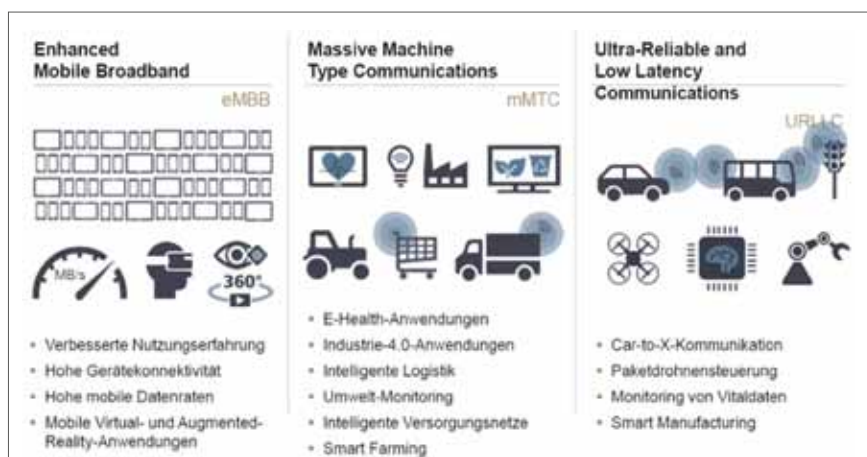 Enhanced
Mobile Broadband
eMBB
MB/s
360°
Verbesserte Nutzungserfahrung
Hohe Gerätekonnektivität
Hohe mobile Datenraten
Mobile Virtual- und Augmented-
Reality-Anwendungen
Massive Machine
Type Communications
mMTC
E-Health-Anwendungen
Industrie-4.0-Anwendungen
Intelligente Logistik
Umwelt-Monitoring
Intelligente Versorgungsnetze
Smart Farming
Ultra-Reliable and
Low Latency
Communications
URLLC
Car-to-X-Kommunikation
Paketdrohnensteuerung
Monitoring von Vitaldaten
Smart Manufacturing